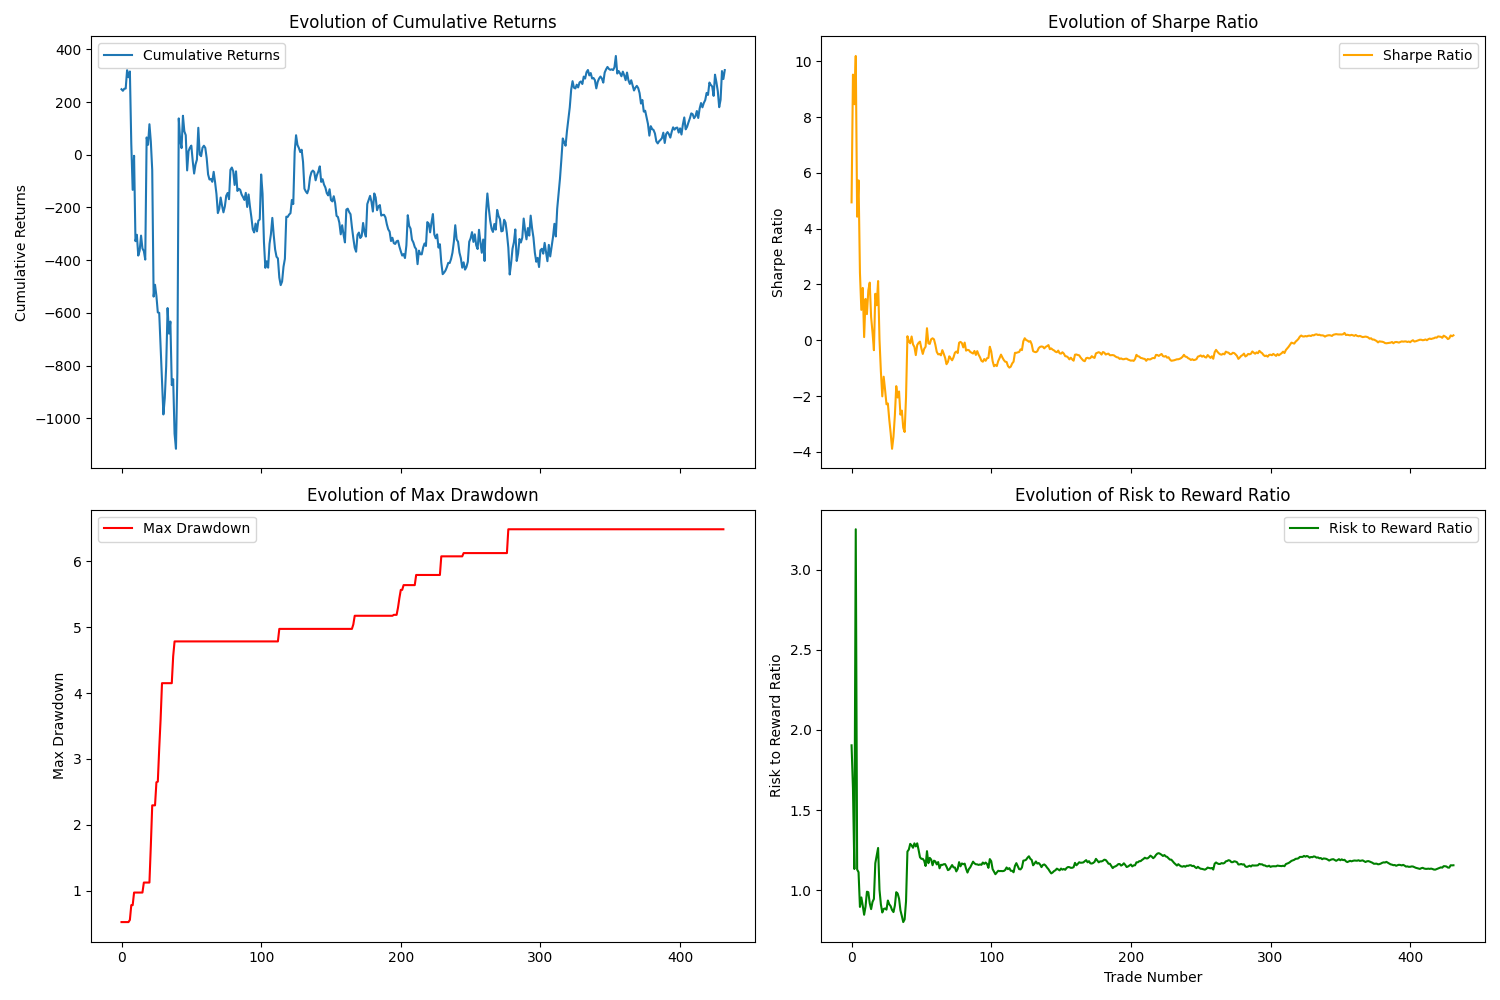 Evolution of Cumulative Returns
Cumulative Returns
400
200
0
−200
−400
−600
−800
−1000
Cumulative Returns
Evolution of Sharpe Ratio
Sharpe Ratio
10
8
6
4
2
0
−2
−4
Sharpe Ratio
Evolution of Max Drawdown
Max Drawdown
6
5
4
3
2
1
Max Drawdown
0 100 200 300 400
Evolution of Risk to Reward Ratio
Risk to Reward Ratio
3.0
2.5
2.0
1.5
1.0
Risk to Reward Ratio
0 100 200 300 400
Trade Number